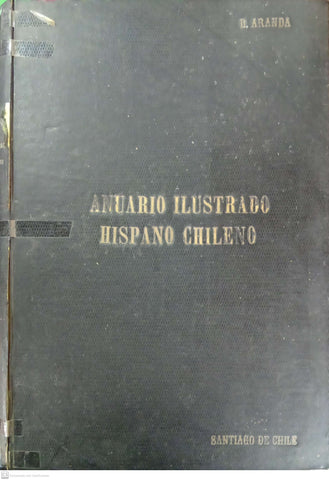 D. ARANDA
ANUARIO ILUSTRADO
HISPANO CHILENO
SANTIAGO DE CHILE